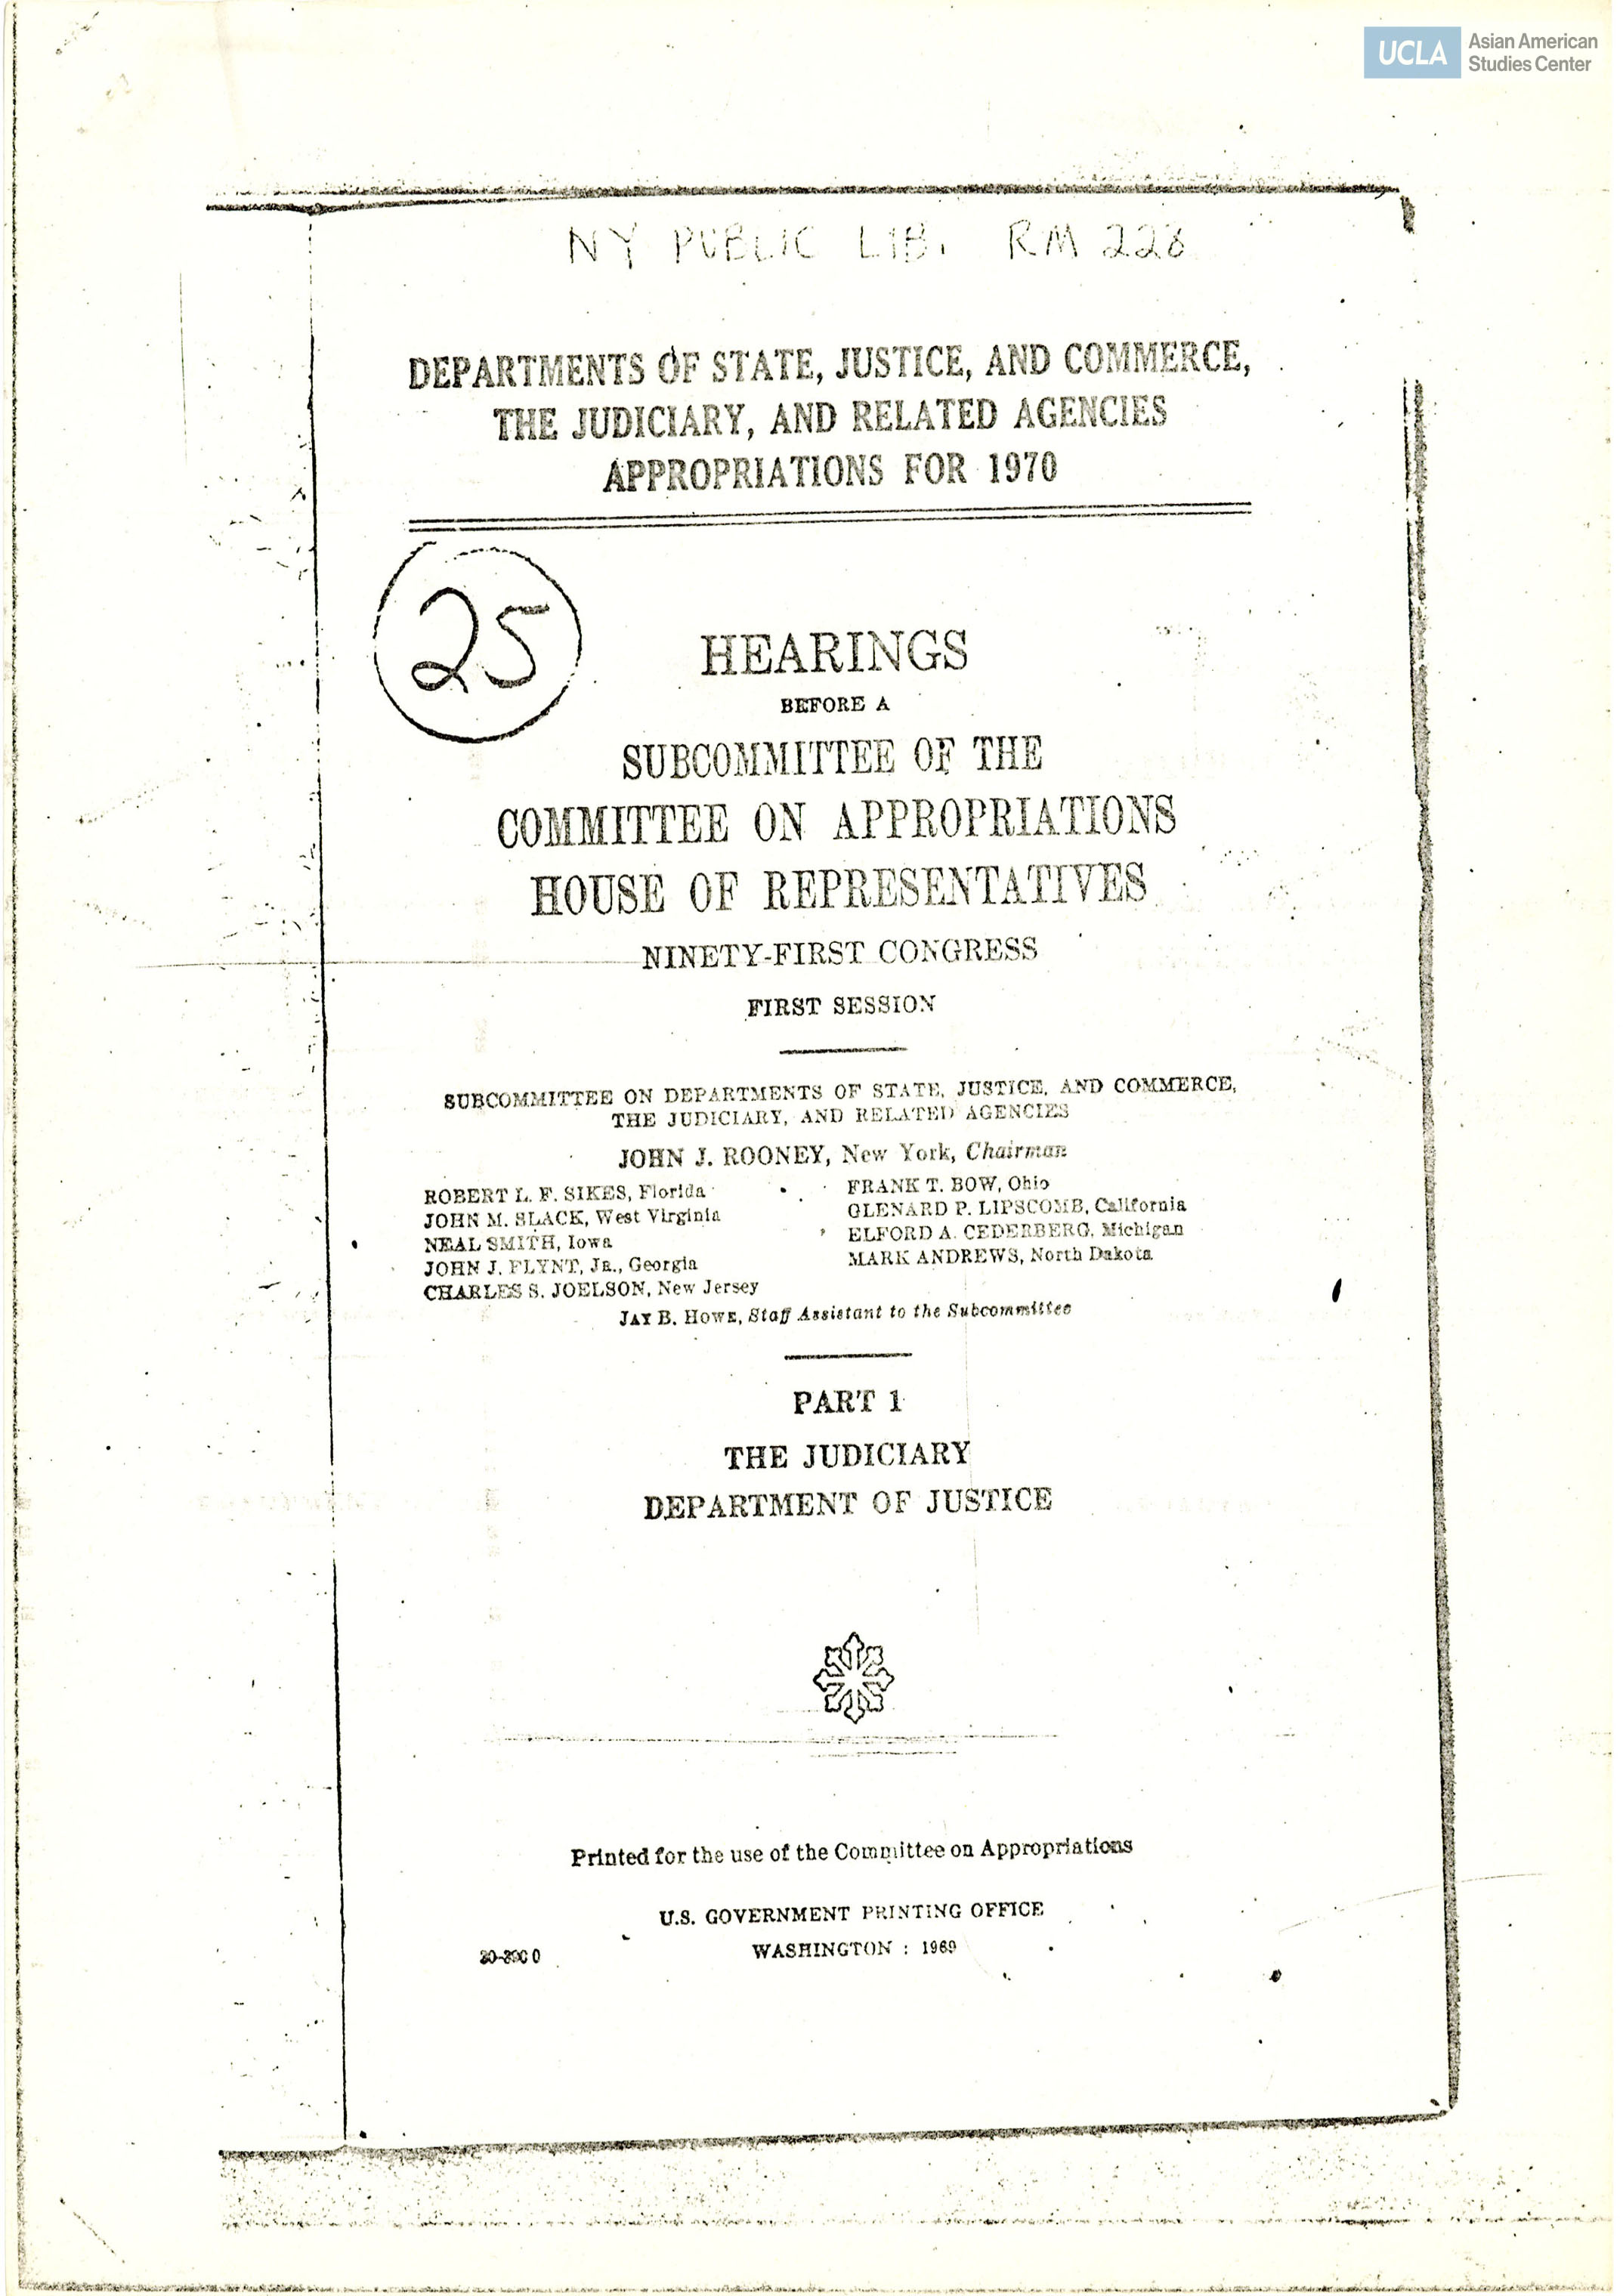 UCLA Asian American
Studies Center
NY PUBLIC LIB. RM 228
DEPARTMENTS OF STATE, JUSTICE, AND COMMERCE,
THE JUDICIARY, AND RELATED AGENCIES
APPROPRIATIONS FOR 1970
25
HEARINGS
BEFORE A
SUBCOMMITTEE OF THE
COMMITTEE ON APPROPRIATIONS
HOUSE OF REPRESENTATIVES
NINETY-FIRST CONGRESS
FIRST SESSION
SUBCOMMITTEE ON DEPARTMENTS OF STATE, JUSTICE, AND COMMERCE,
THE JUDICIARY, AND RELATED AGENCIES
JOHN J. ROONEY, New York, Chairman
ROBERT L. F. SIKES, Florida
JOHN M. SLACK, West Virginia
NEAL SMITH, Iowa
JOHN J. FLYNT, JR., Georgia
CHARLES S. JOELSON, New Jersey
FRANK T. BOW, Ohio
GLENARD P. LIPSCOMB, California
ELFORD A. CEDERBERG, Michigan
MARK ANDREWS, North Dakota
JAY B. HOWE, Staff Assistant to the Subcommittee
PART 1
THE JUDICIARY
DEPARTMENT OF JUSTICE
Printed for the use of the Committee on Appropriations
U.S. GOVERNMENT PRINTING OFFICE
WASHINGTON : 1969